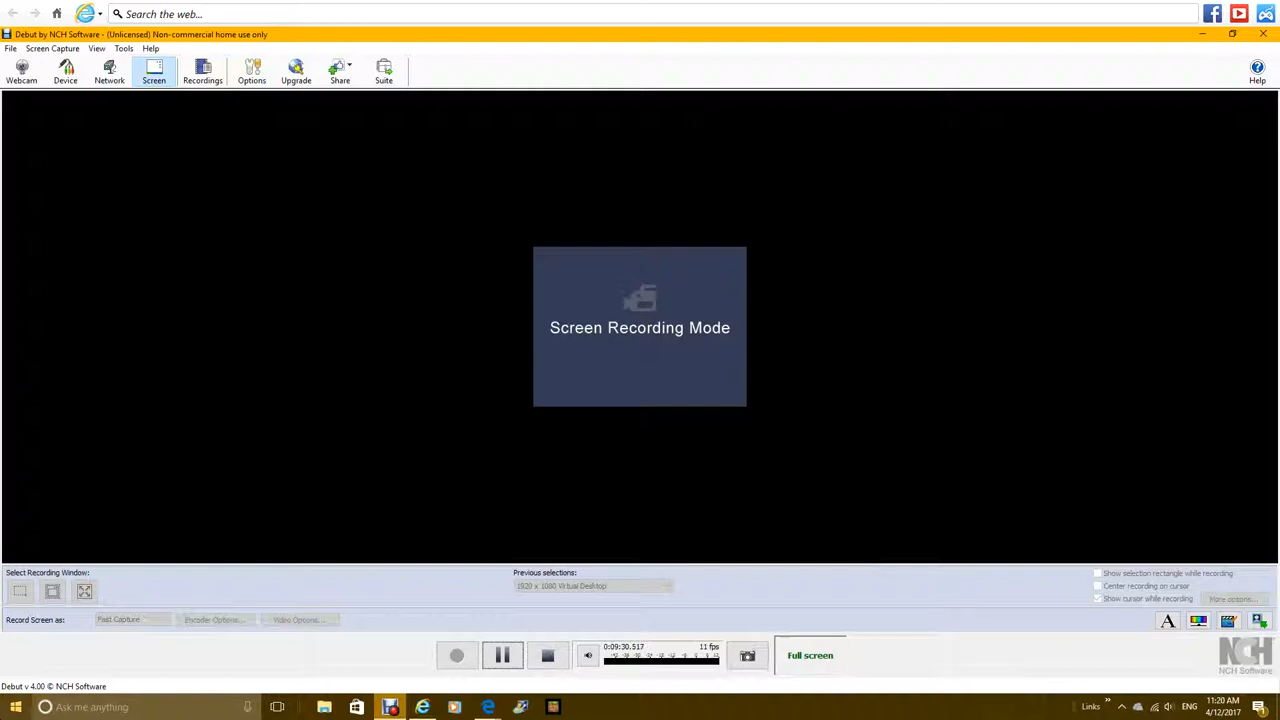 Search the web...
Debut by NCH Software - (Unlicensed) Non-commercial home use only
File Screen Capture View Tools Help
Webcam Device Network Screen Recordings Options Upgrade Share Suite Help
Screen Recording Mode
Select Recording Window:
Previous selections:
1920 x 1080 Virtual Desktop
Show selection rectangle while recording
Center recording on cursor
Show cursor while recording
More options...
Record Screen as: Fast Capture Encoder Options... Video Options...
A
0:09:30.517 11 fps
Full screen
NCH Software
Debut v 4.00 © NCH Software
Ask me anything
Links
ENG
11:20 AM
4/12/2017